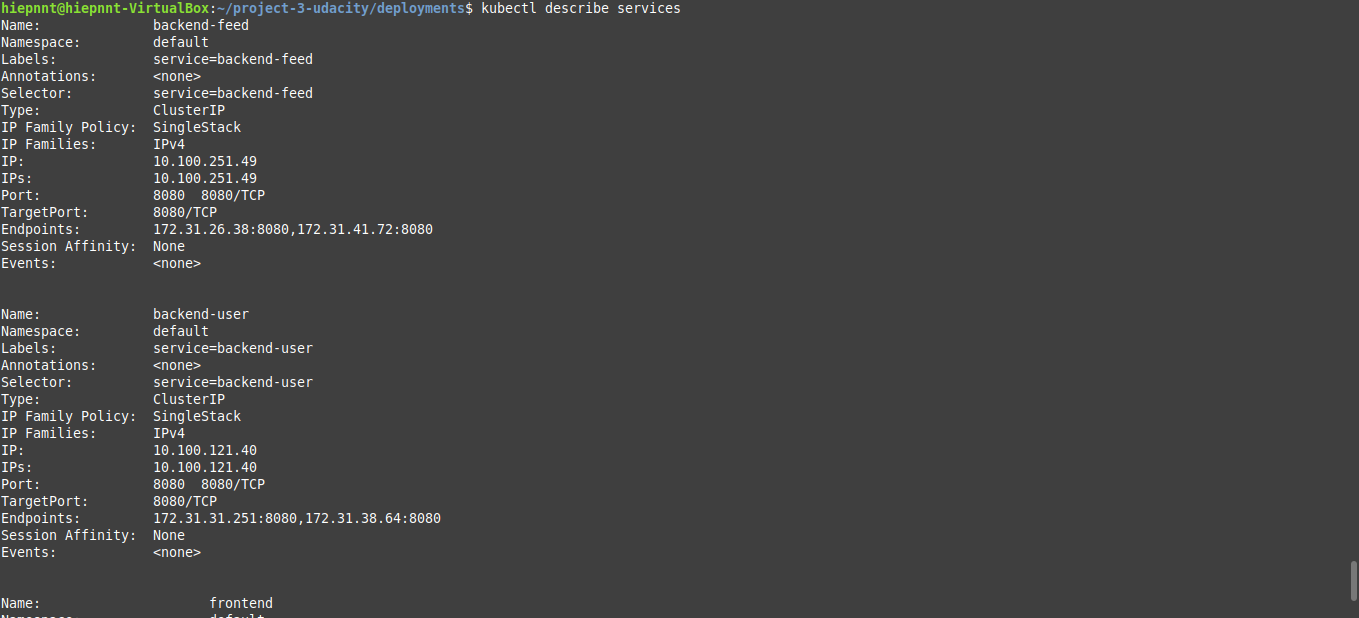 hiepnnt@hiepnnt-VirtualBox:~/project-3-udacity/deployments$ kubectl describe services
Name:              backend-feed
Namespace:         default
Labels:            service=backend-feed
Annotations:       <none>
Selector:          service=backend-feed
Type:              ClusterIP
IP Family Policy:  SingleStack
IP Families:       IPv4
IP:                10.100.251.49
IPs:               10.100.251.49
Port:              8080  8080/TCP
TargetPort:        8080/TCP
Endpoints:         172.31.26.38:8080,172.31.41.72:8080
Session Affinity:  None
Events:            <none>
Name:              backend-user
Namespace:         default
Labels:            service=backend-user
Annotations:       <none>
Selector:          service=backend-user
Type:              ClusterIP
IP Family Policy:  SingleStack
IP Families:       IPv4
IP:                10.100.121.40
IPs:               10.100.121.40
Port:              8080  8080/TCP
TargetPort:        8080/TCP
Endpoints:         172.31.31.251:8080,172.31.38.64:8080
Session Affinity:  None
Events:            <none>
Name:                     frontend
Namespace:                default